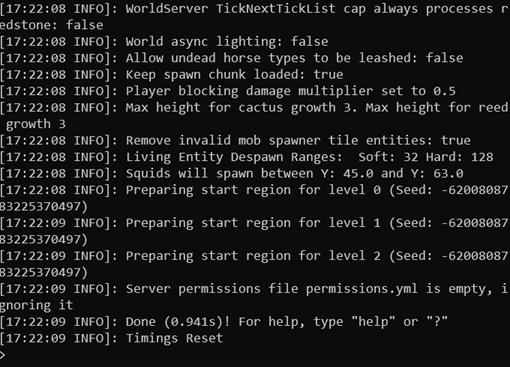 [17:22:08 INFO]: WorldServer TickNextTickList cap always processes r
edstone: false
[17:22:08 INFO]: World async lighting: false
[17:22:08 INFO]: Allow undead horse types to be leashed: false
[17:22:08 INFO]: Keep spawn chunk loaded: true
[17:22:08 INFO]: Player blocking damage multiplier set to 0.5
[17:22:08 INFO]: Max height for cactus growth 3. Max height for reed
 growth 3
[17:22:08 INFO]: Remove invalid mob spawner tile entities: true
[17:22:08 INFO]: Living Entity Despawn Ranges:  Soft: 32 Hard: 128
[17:22:08 INFO]: Squids will spawn between Y: 45.0 and Y: 63.0
[17:22:08 INFO]: Preparing start region for level 0 (Seed: -62008087
83225370497)
[17:22:09 INFO]: Preparing start region for level 1 (Seed: -62008087
83225370497)
[17:22:09 INFO]: Preparing start region for level 2 (Seed: -62008087
83225370497)
[17:22:09 INFO]: Server permissions file permissions.yml is empty, i
gnoring it
[17:22:09 INFO]: Done (0.941s)! For help, type "help" or "?"
[17:22:09 INFO]: Timings Reset
>